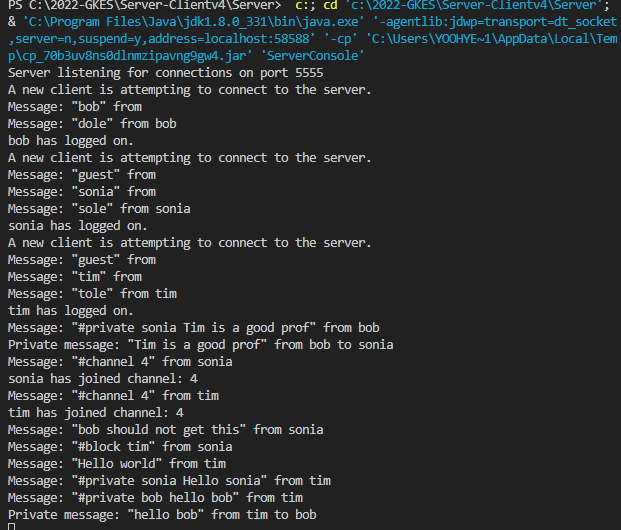 PS C:\2022-GKES\Server-Clientv4\Server>  c:; cd 'c:\2022-GKES\Server-Clientv4\Server';
& 'C:\Program Files\Java\jdk1.8.0_331\bin\java.exe' '-agentlib:jdwp=transport=dt_socket
,server=n,suspend=y,address=localhost:58588' '-cp' 'C:\Users\YOOHYE~1\AppData\Local\Tem
p\cp_70b3uv8ns0dlnmzipavng9gw4.jar' 'ServerConsole'
Server listening for connections on port 5555
A new client is attempting to connect to the server.
Message: "bob" from
Message: "dole" from bob
bob has logged on.
A new client is attempting to connect to the server.
Message: "guest" from
Message: "sonia" from
Message: "sole" from sonia
sonia has logged on.
A new client is attempting to connect to the server.
Message: "guest" from
Message: "tim" from
Message: "tole" from tim
tim has logged on.
Message: "#private sonia Tim is a good prof" from bob
Private message: "Tim is a good prof" from bob to sonia
Message: "#channel 4" from sonia
sonia has joined channel: 4
Message: "#channel 4" from tim
tim has joined channel: 4
Message: "bob should not get this" from sonia
Message: "#block tim" from sonia
Message: "Hello world" from tim
Message: "#private sonia Hello sonia" from tim
Message: "#private bob hello bob" from tim
Private message: "hello bob" from tim to bob